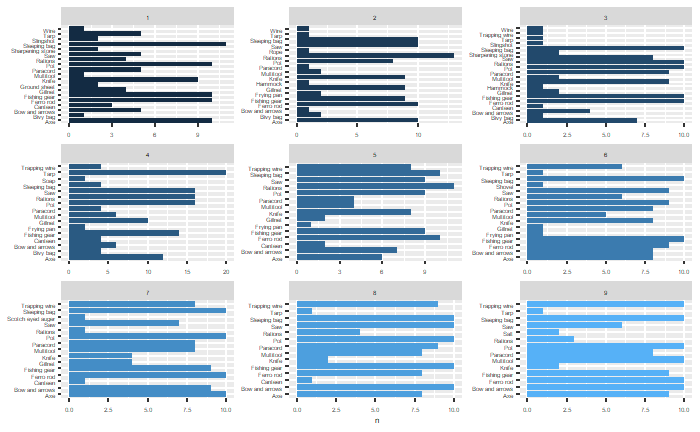 1
2
3
Wire
Tarp
Slingshot
Sleeping bag
Sharpening stone
Saw
Rations
Pot
Paracord
Multitool
Knife
Ground sheet
Gillnet
Fishing gear
Ferro rod
Canteen
Bow and arrows
Bivy bag
Axe
0
3
6
9
Wire
Trapping wire
Tarp
Sleeping bag
Saw
Rope
Rations
Pot
Paracord
Multitool
Knife
Hammock
Gillnet
Frying pan
Fishing gear
Ferro rod
Bow and arrows
Bivy bag
Axe
0
5
10
Wire
Trapping wire
Tarp
Slingshot
Sleeping bag
Sharpening stone
Saw
Rations
Pot
Paracord
Multitool
Knife
Hammock
Gillnet
Fishing gear
Ferro rod
Canteen
Bow and arrows
Bivy bag
Axe
0.0
2.5
5.0
7.5
10.0
4
5
6
Trapping wire
Tarp
Soap
Sleeping bag
Saw
Rations
Pot
Paracord
Multitool
Gillnet
Frying pan
Fishing gear
Canteen
Bow and arrows
Bivy bag
Axe
0
5
10
15
20
Trapping wire
Sleeping bag
Saw
Rations
Pot
Paracord
Multitool
Knife
Gillnet
Frying pan
Fishing gear
Ferro rod
Canteen
Bow and arrows
Axe
0
3
6
9
Trapping wire
Tarp
Sleeping bag
Shovel
Saw
Rations
Pot
Paracord
Multitool
Knife
Gillnet
Frying pan
Fishing gear
Ferro rod
Bow and arrows
Axe
0.0
2.5
5.0
7.5
10.0
7
8
9
Trapping wire
Sleeping bag
Scotch eyed auger
Saw
Rations
Pot
Paracord
Multitool
Knife
Gillnet
Fishing gear
Ferro rod
Canteen
Bow and arrows
Axe
0.0
2.5
5.0
7.5
10.0
Trapping wire
Tarp
Sleeping bag
Saw
Rations
Pot
Paracord
Multitool
Knife
Fishing gear
Ferro rod
Canteen
Bow and arrows
Axe
0.0
2.5
5.0
7.5
10.0
Trapping wire
Tarp
Sleeping bag
Saw
Salt
Rations
Pot
Paracord
Multitool
Knife
Fishing gear
Ferro rod
Bow and arrows
Axe
0.0
2.5
5.0
7.5
10.0
n